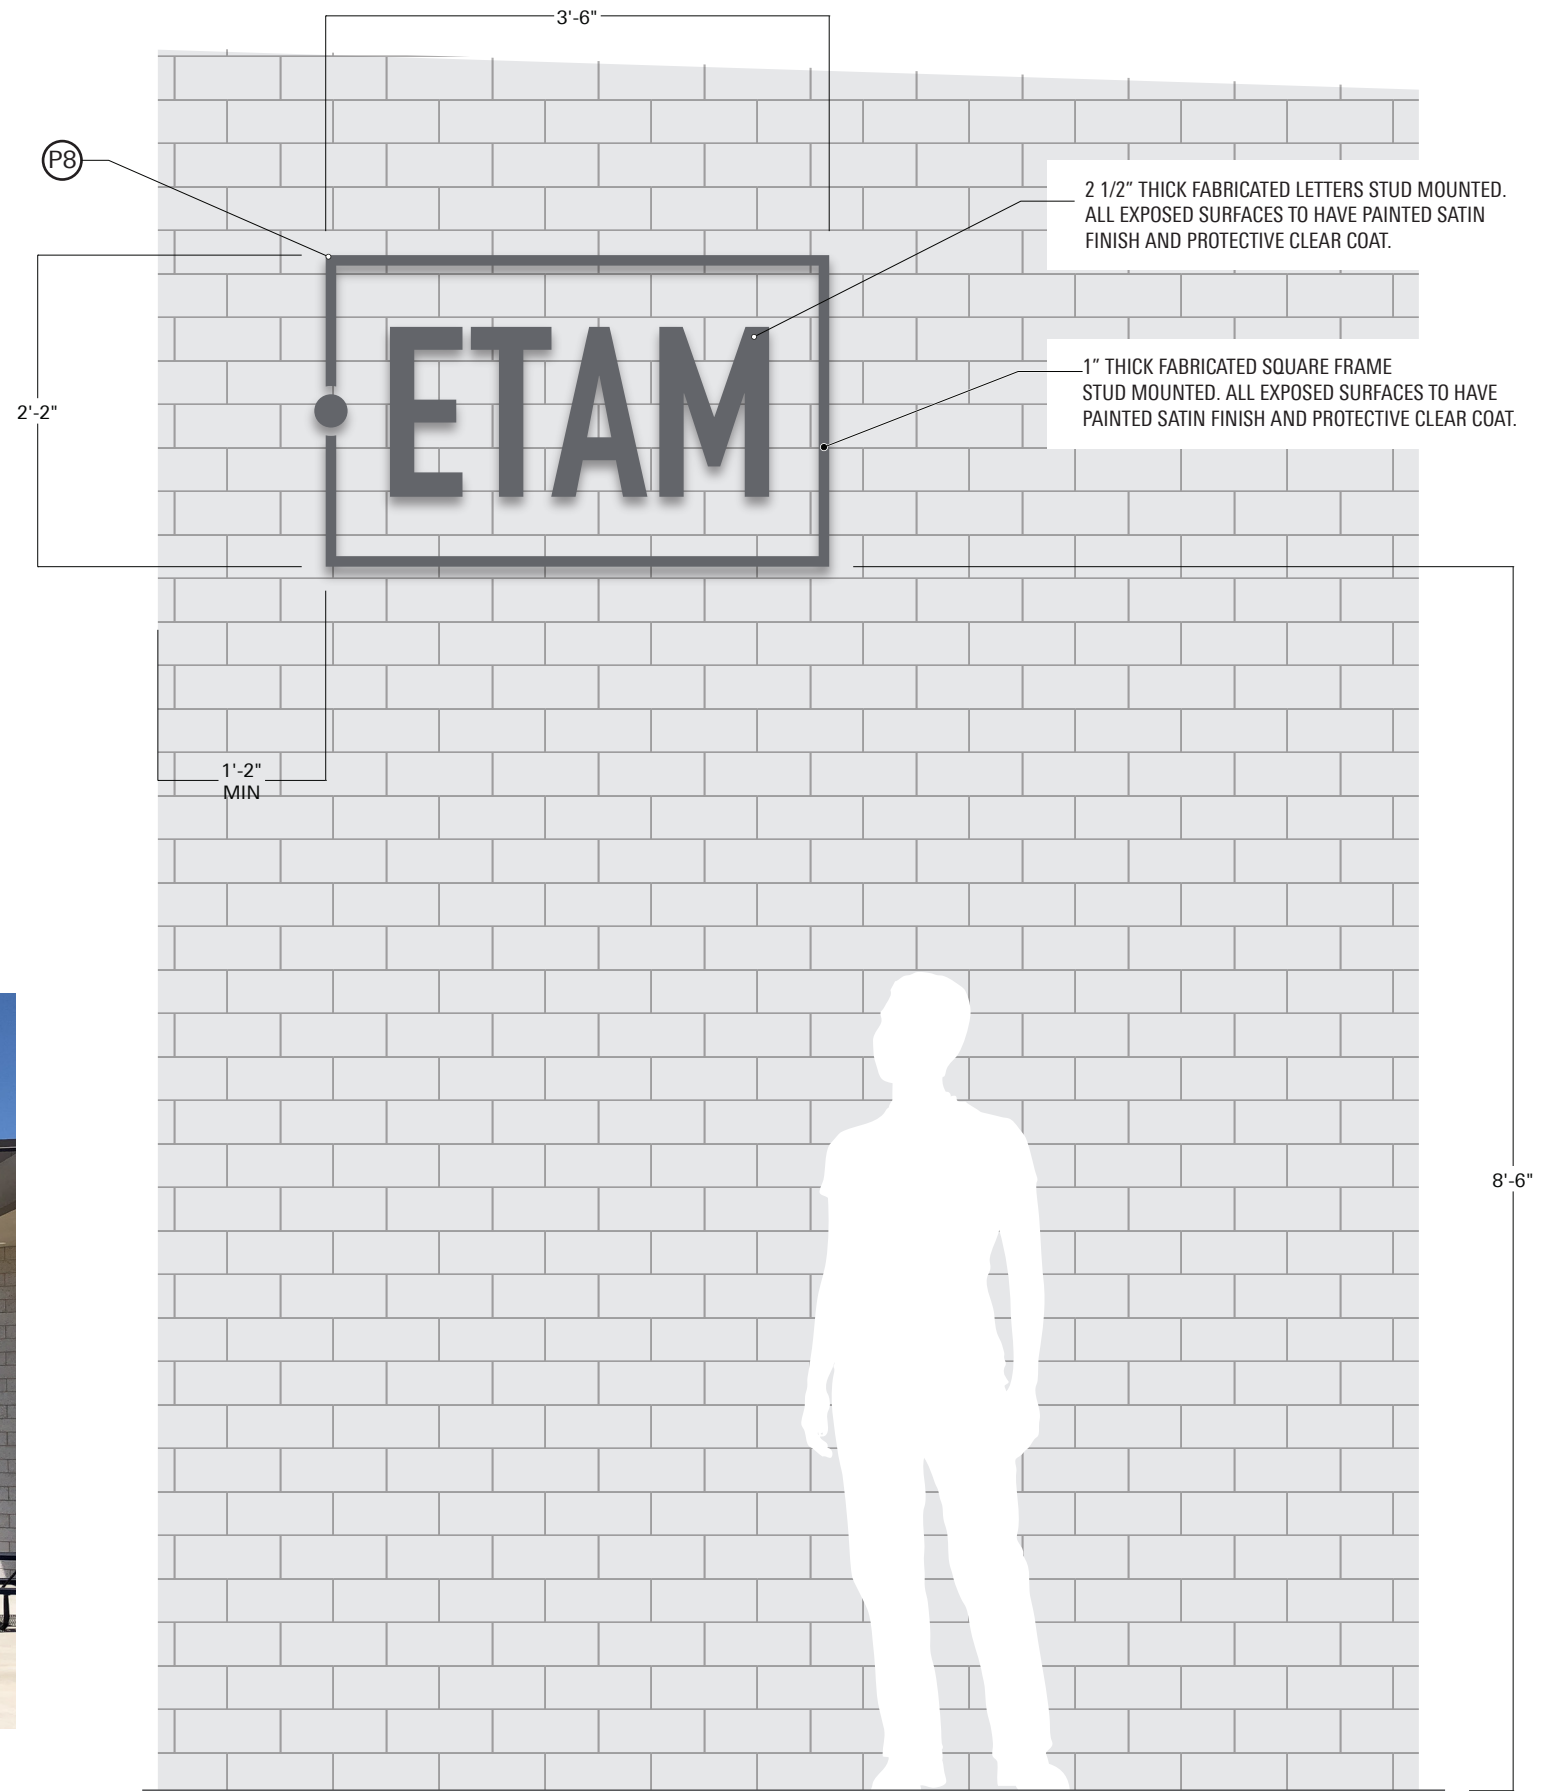 3'-6"
P8
2 1/2” THICK FABRICATED LETTERS STUD MOUNTED.
ALL EXPOSED SURFACES TO HAVE PAINTED SATIN
FINISH AND PROTECTIVE CLEAR COAT.
ETAM
1” THICK FABRICATED SQUARE FRAME
STUD MOUNTED. ALL EXPOSED SURFACES TO HAVE
PAINTED SATIN FINISH AND PROTECTIVE CLEAR COAT.
2'-2"
1'-2"
MIN
8'-6"